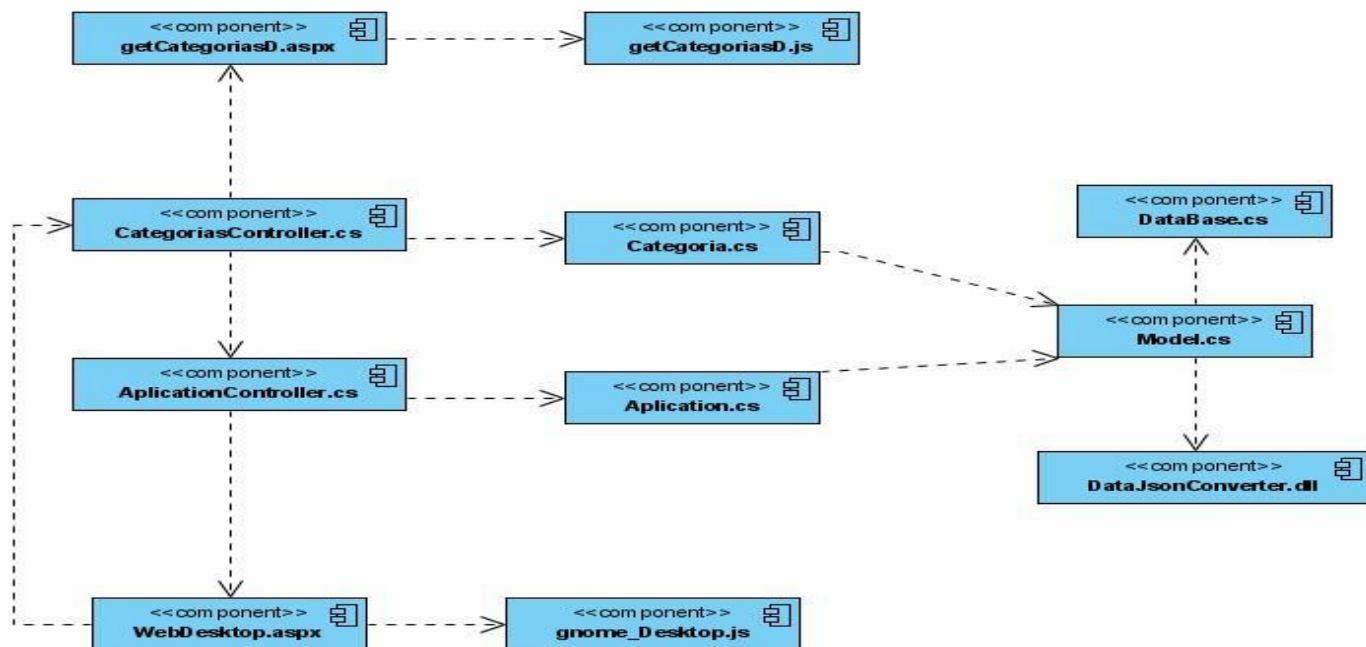 <<component>>
getCategoriasD.aspx
<<component>>
getCategoriasD.js
<<component>>
CategoriasController.cs
<<component>>
Categoria.cs
<<component>>
DataBase.cs
<<component>>
Model.cs
<<component>>
AplicationController.cs
<<component>>
Aplication.cs
<<component>>
DataJsonConverter.dll
<<component>>
WebDesktop.aspx
<<component>>
gnome_Desktop.js